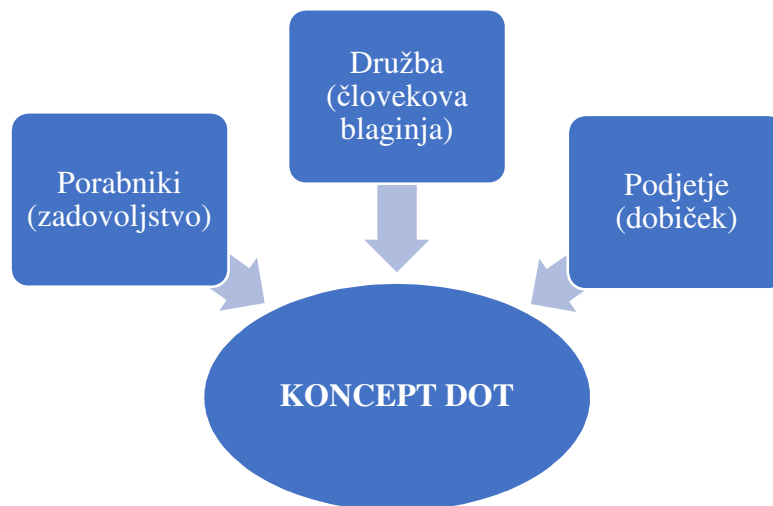 Porabniki
(zadovoljstvo)
Družba
(človekova
blaginja)
Podjetje
(dobiček)
KONCEPT DOT